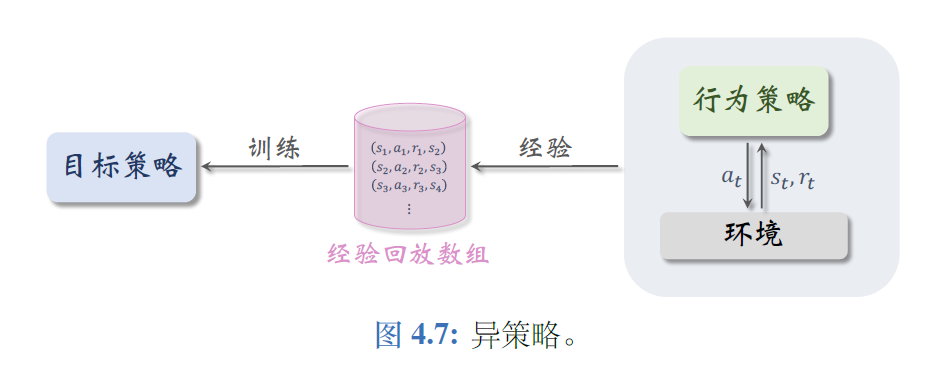 目标策略
训练
(s₁, a₁, r₁, s₂)
(s₂, a₂, r₂, s₃)
(s₃, a₃, r₃, s₄)
⋮
经验回放数组
经验
行为策略
aₜ
sₜ, rₜ
环境
图 4.7: 异策略。